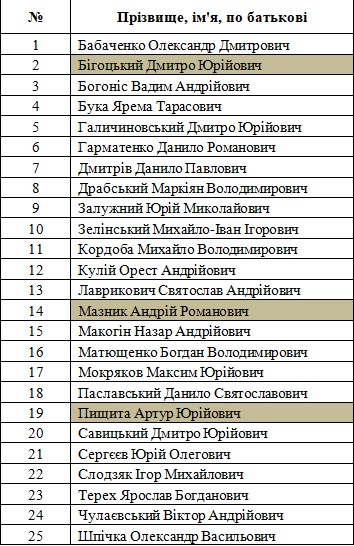 № Прізвище, ім'я, по батькові
1 Бабаченко Олександр Дмитрович
2 Бігоцький Дмитро Юрійович
3 Богоніс Вадим Андрійович
4 Бука Ярема Тарасович
5 Галичиновський Дмитро Юрійович
6 Гарматенко Данило Романович
7 Дмитрів Данило Павлович
8 Драбський Маркіян Володимирович
9 Залужний Юрій Миколайович
10 Зелінський Михайло-Іван Ігорович
11 Кордоба Михайло Володимирович
12 Кулій Орест Андрійович
13 Лаврикович Святослав Андрійович
14 Мазник Андрій Романович
15 Макогін Назар Андрійович
16 Матющенко Богдан Володимирович
17 Мокряков Максим Юрійович
18 Паславський Данило Святославович
19 Пищита Артур Юрійович
20 Савицький Дмитро Юрійович
21 Сергєєв Юрій Олегович
22 Слодзяк Ігор Михайлович
23 Терех Ярослав Богданович
24 Чулаєвський Віктор Андрійович
25 Шпічка Олександр Васильович